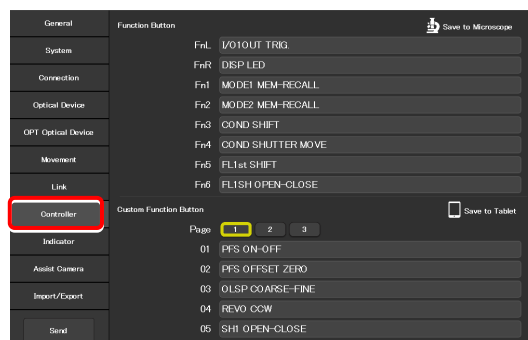 General
System
Connection
Optical Device
OPT Optical Device
Movement
Link
Controller
Indicator
Assist Camera
Import/Export
Send
Function Button
Save to Microscope
FnL I/O1OUT TRIG.
FnR DISP LED
Fn1 MODE1 MEM-RECALL
Fn2 MODE2 MEM-RECALL
Fn3 COND SHIFT
Fn4 COND SHUTTER MOVE
Fn5 FL1st SHIFT
Fn6 FL1SH OPEN-CLOSE
Custom Function Button
Save to Tablet
Page 1 2 3
01 PFS ON-OFF
02 PFS OFFSET ZERO
03 OLSP COARSE-FINE
04 REVO CCW
05 SH1 OPEN-CLOSE